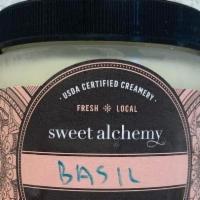 · USDA CERTIFIED CREAMERY ·
FRESH ✻ LOCAL
sweet alchemy
BASIL